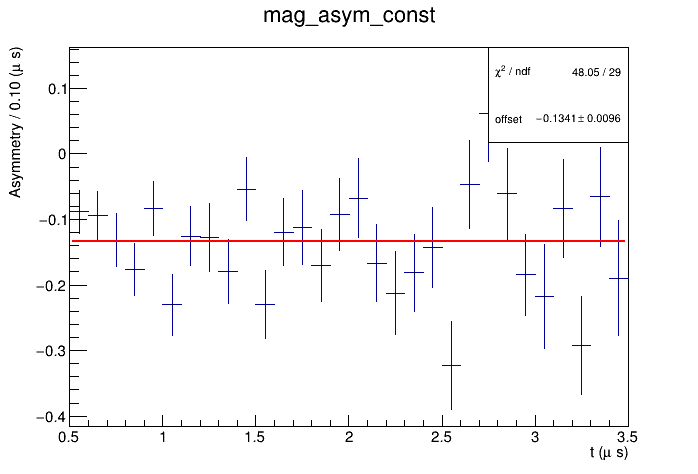 mag_asym_const
Asymmetry / 0.10 (μ s)
χ² / ndf 48.05 / 29
offset −0.1341 ± 0.0096
0.1
0
−0.1
−0.2
−0.3
−0.4
0.5 1 1.5 2 2.5 3 3.5
t (μ s)